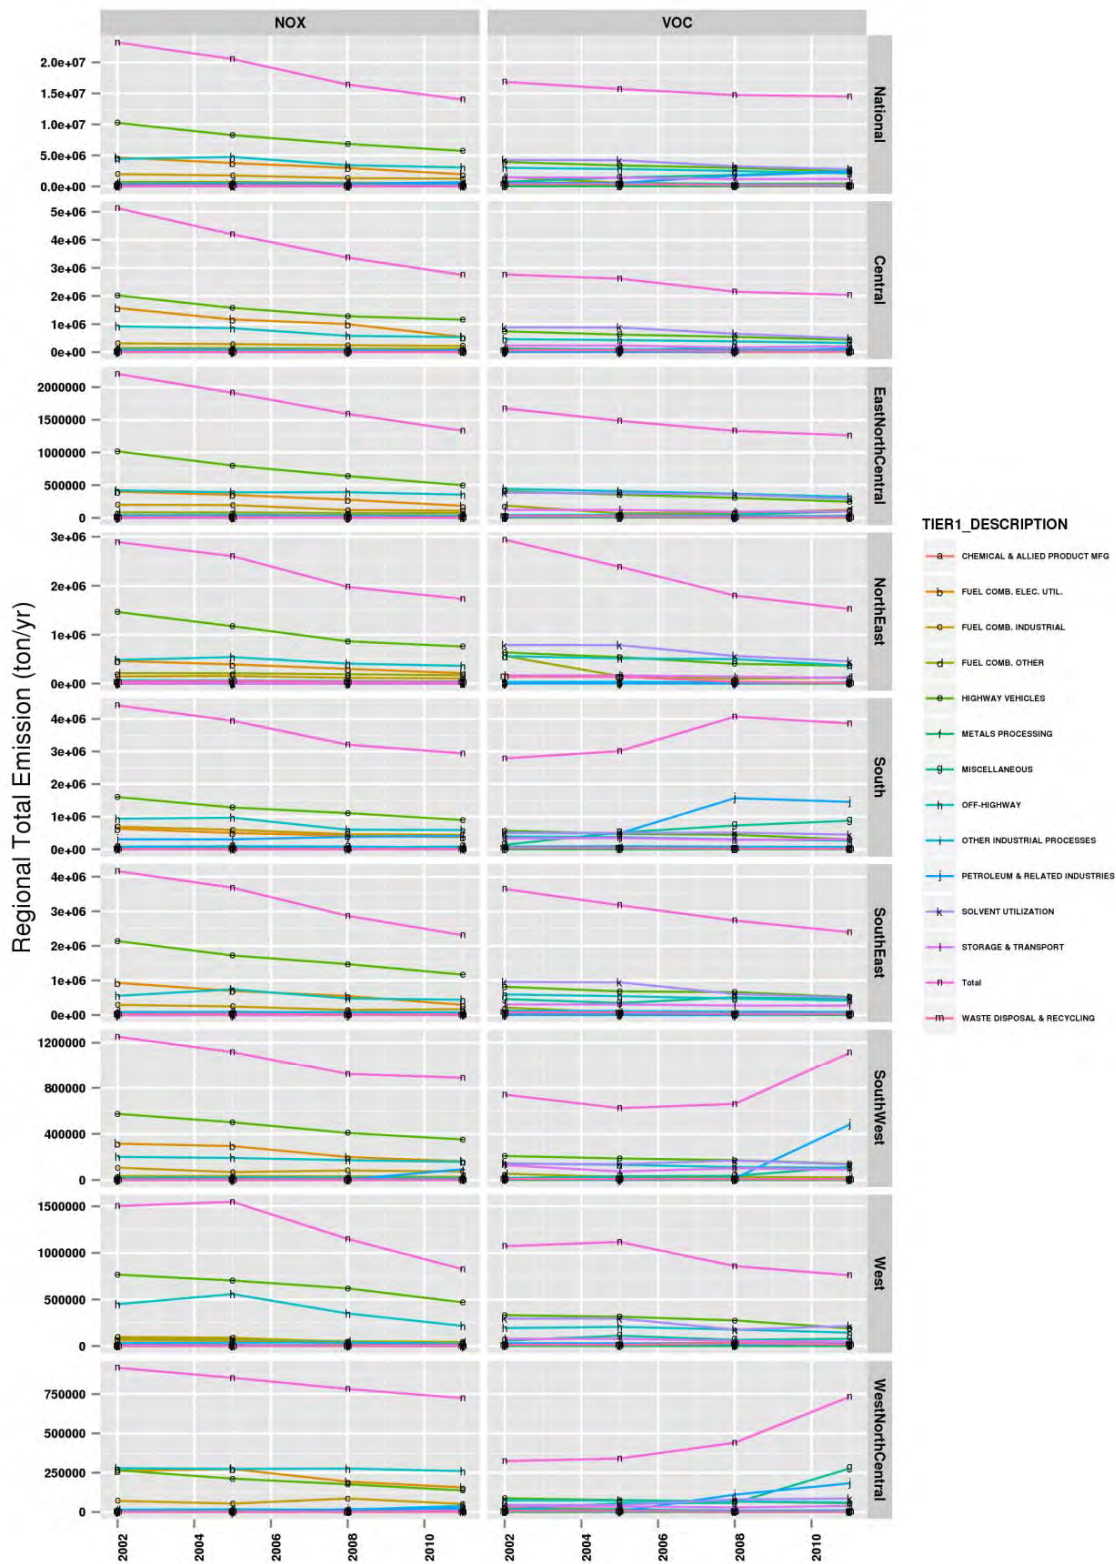 NOX
VOC
Regional Total Emission (ton/yr)
2.0e+07
1.5e+07
1.0e+07
5.0e+06
0.0e+00
National
5e+06
4e+06
3e+06
2e+06
1e+06
0e+00
Central
2000000
1500000
1000000
500000
0
EastNorthCentral
3e+06
2e+06
1e+06
0e+00
NorthEast
4e+06
3e+06
2e+06
1e+06
0e+00
South
4e+06
3e+06
2e+06
1e+06
0e+00
SouthEast
1200000
800000
400000
0
SouthWest
1500000
1000000
500000
0
West
750000
500000
250000
0
WestNorthCentral
2002
2004
2006
2008
2010
2002
2004
2006
2008
2010
TIER1_DESCRIPTION
a CHEMICAL & ALLIED PRODUCT MFG
b FUEL COMB. ELEC. UTIL.
c FUEL COMB. INDUSTRIAL
d FUEL COMB. OTHER
e HIGHWAY VEHICLES
f METALS PROCESSING
g MISCELLANEOUS
h OFF-HIGHWAY
i OTHER INDUSTRIAL PROCESSES
j PETROLEUM & RELATED INDUSTRIES
k SOLVENT UTILIZATION
l STORAGE & TRANSPORT
n Total
m WASTE DISPOSAL & RECYCLING